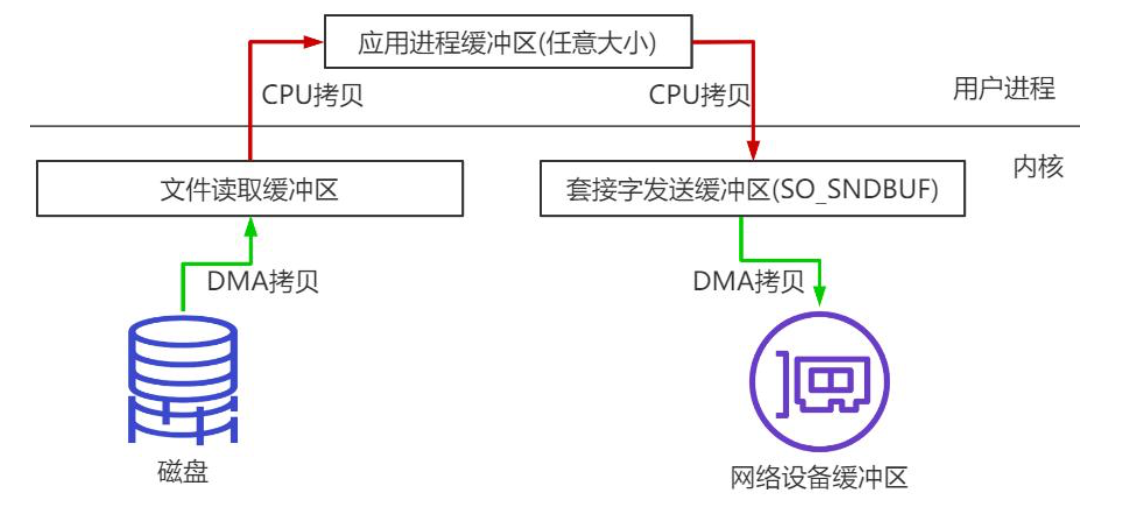 应用进程缓冲区(任意大小)
CPU拷贝
CPU拷贝
用户进程
内核
文件读取缓冲区
套接字发送缓冲区(SO_SNDBUF)
DMA拷贝
DMA拷贝
磁盘
网络设备缓冲区